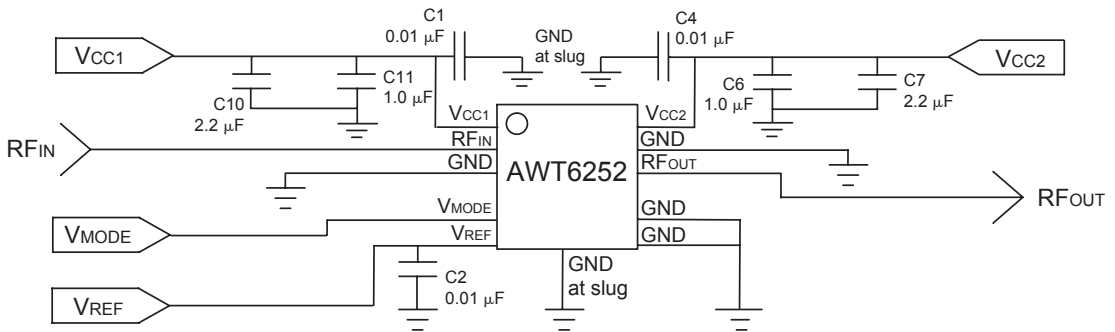 C1
0.01 µF
GND
at slug
C4
0.01 µF
VCC1
VCC2
C10
2.2 µF
C11
1.0 µF
C6
1.0 µF
C7
2.2 µF
VCC1
VCC2
RFIN
RFIN
GND
AWT6252
GND
RFOUT
RFOUT
VMODE
VMODE
GND
VREF
GND
VREF
C2
0.01 µF
GND
at slug